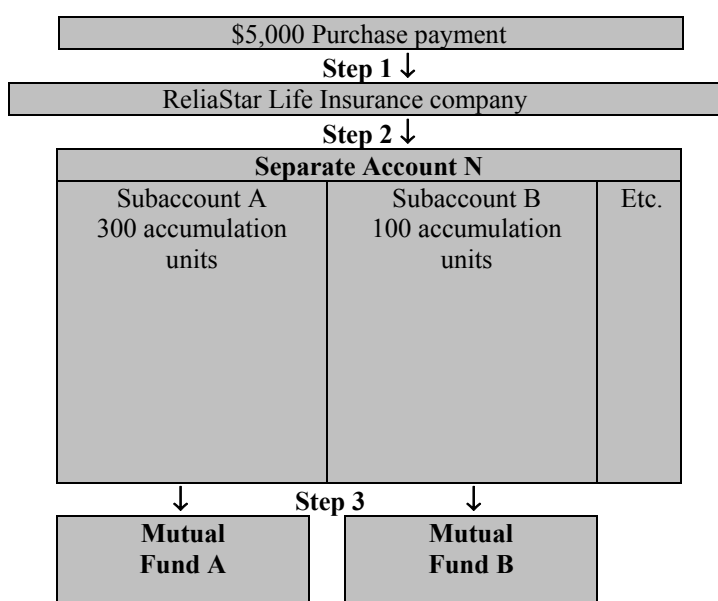 $5,000 Purchase payment
Step 1 ↓
ReliaStar Life Insurance company
Step 2 ↓
Separate Account N
Subaccount A
300 accumulation
units
Subaccount B
100 accumulation
units
Etc.
↓ Step 3 ↓
Mutual
Fund A
Mutual
Fund B